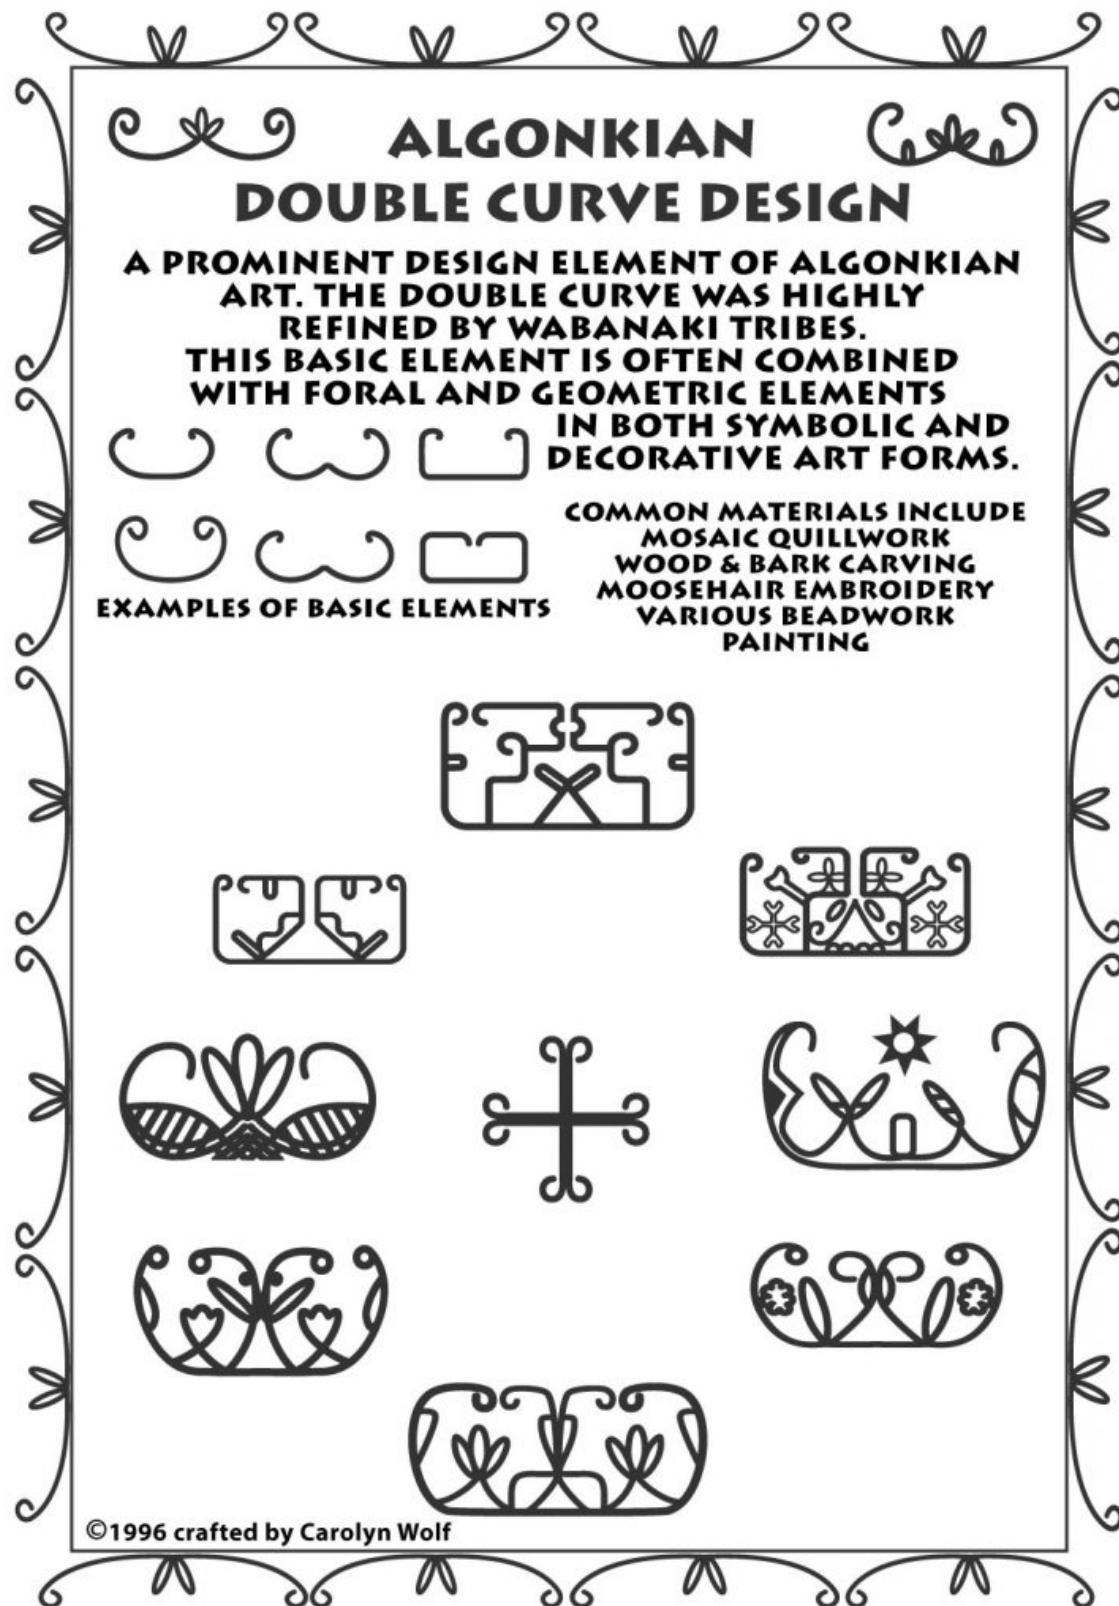 ALGONKIAN
DOUBLE CURVE DESIGN
A PROMINENT DESIGN ELEMENT OF ALGONKIAN
ART. THE DOUBLE CURVE WAS HIGHLY
REFINED BY WABANAKI TRIBES.
THIS BASIC ELEMENT IS OFTEN COMBINED
WITH FORAL AND GEOMETRIC ELEMENTS
IN BOTH SYMBOLIC AND
DECORATIVE ART FORMS.
COMMON MATERIALS INCLUDE
MOSAIC QUILLWORK
WOOD & BARK CARVING
MOOSEHAIR EMBROIDERY
VARIOUS BEADWORK
PAINTING
EXAMPLES OF BASIC ELEMENTS
©1996 crafted by Carolyn Wolf